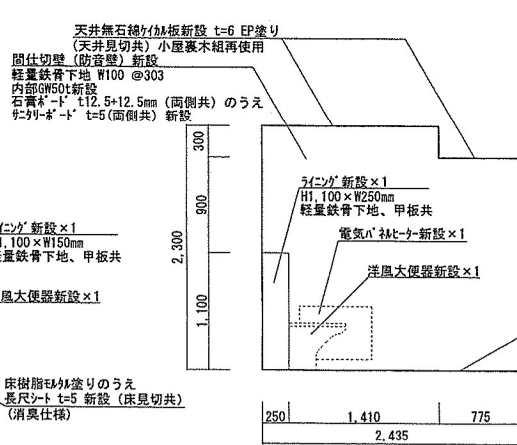 天井無石綿ケイカル板新設 t=6 EP塗り
(天井見切共) 小屋裏木組再使用
間仕切壁 (防音壁) 新設
軽量鉄骨下地 W100 @303
内部GW50t新設
石膏ボード t12.5+12.5mm (両側共) のうえ
サニタリーボード t=5(両側共) 新設
300
900
2,300
1,100
ライニング新設×1
H1,100×W250mm
軽量鉄骨下地、甲板共
電気パネルヒーター新設×1
洋風大便器新設×1
イニング新設×1
1,100×W150mm
量鉄骨下地、甲板共
風大便器新設×1
床樹脂モルタル塗りのうえ
長尺シート t=5 新設 (床見切共)
(消臭仕様)
250 1,410 775
2,435